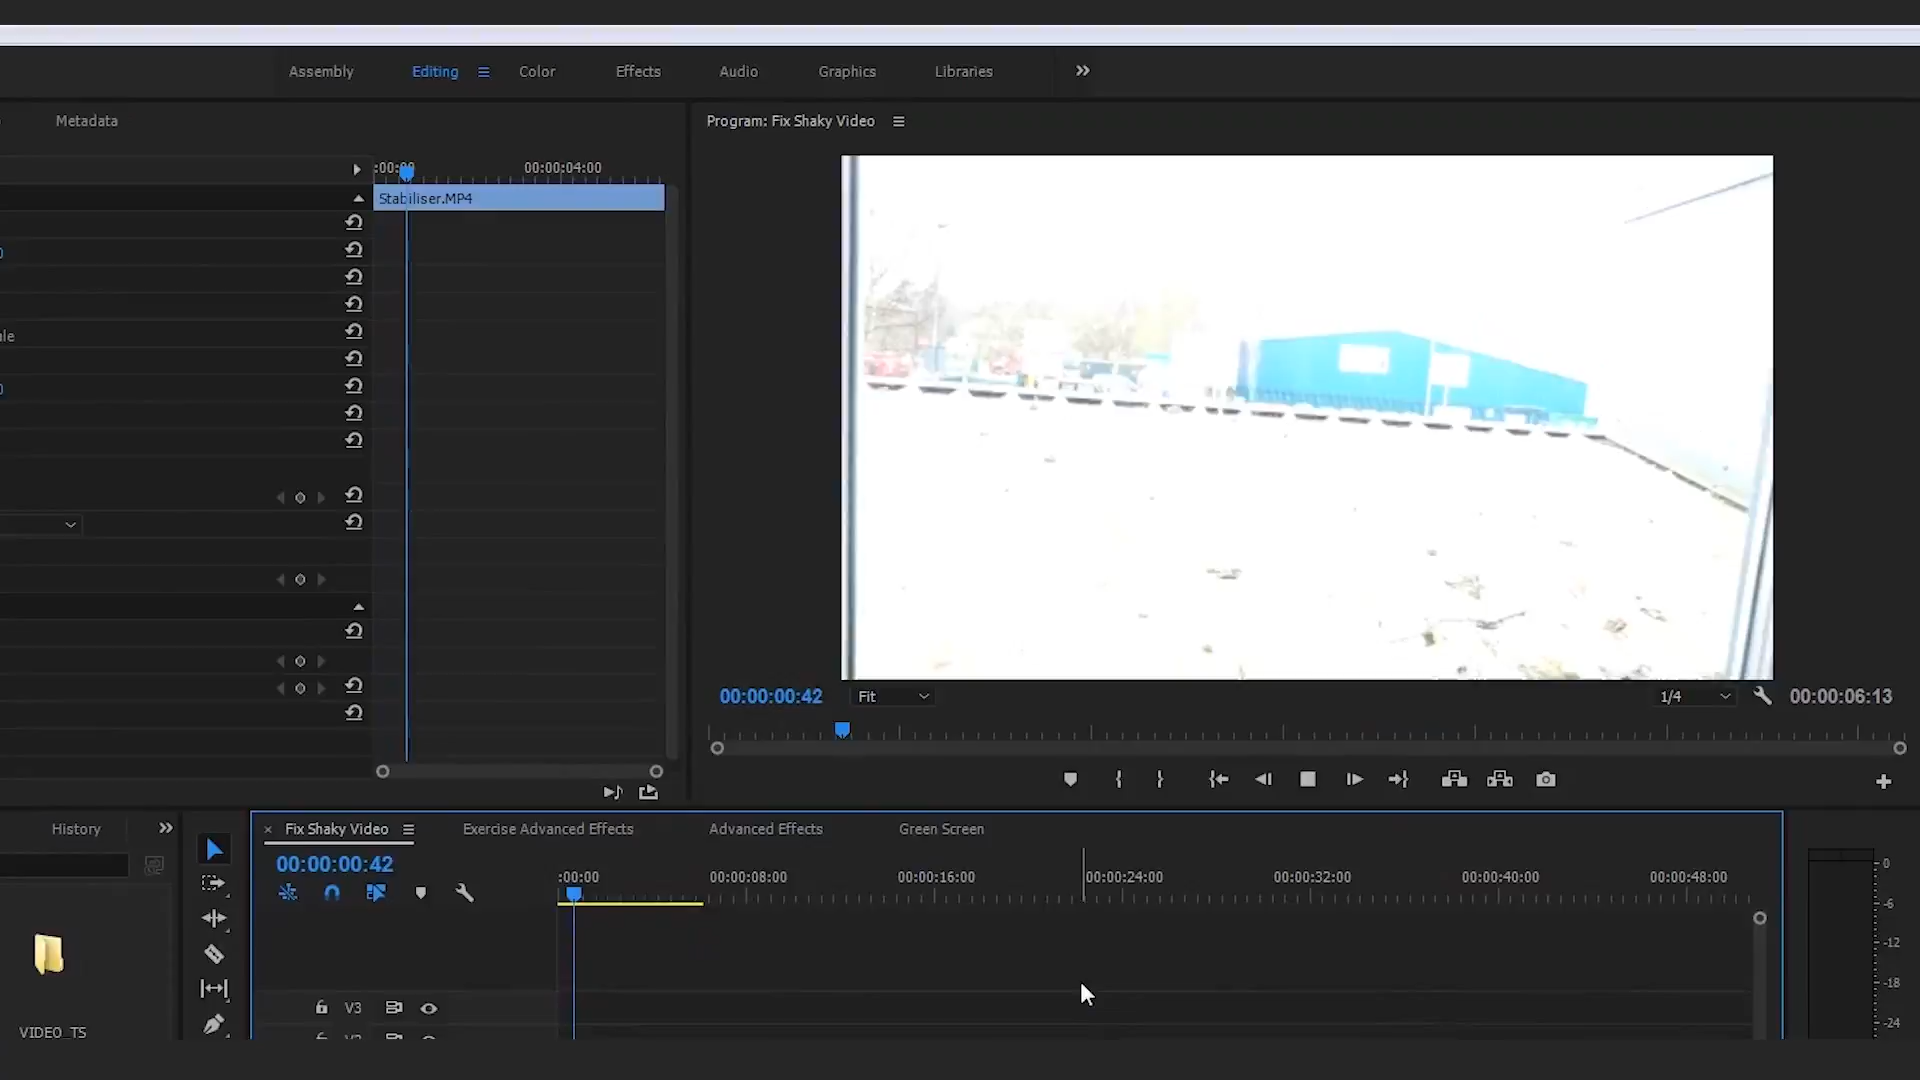 Assembly Editing Color Effects Audio Graphics Libraries
Metadata
Program: Fix Shaky Video
:00:00 00:00:04:00
Stabiliser.MP4
ale
00:00:00:42 Fit 1/4 00:00:06:13
History
Fix Shaky Video Exercise Advanced Effects Advanced Effects Green Screen
00:00:00:42
:00:00 00:00:08:00 00:00:16:00 00:00:24:00 00:00:32:00 00:00:40:00 00:00:48:00
0
-6
-12
-18
-24
V3
VIDEO_TS